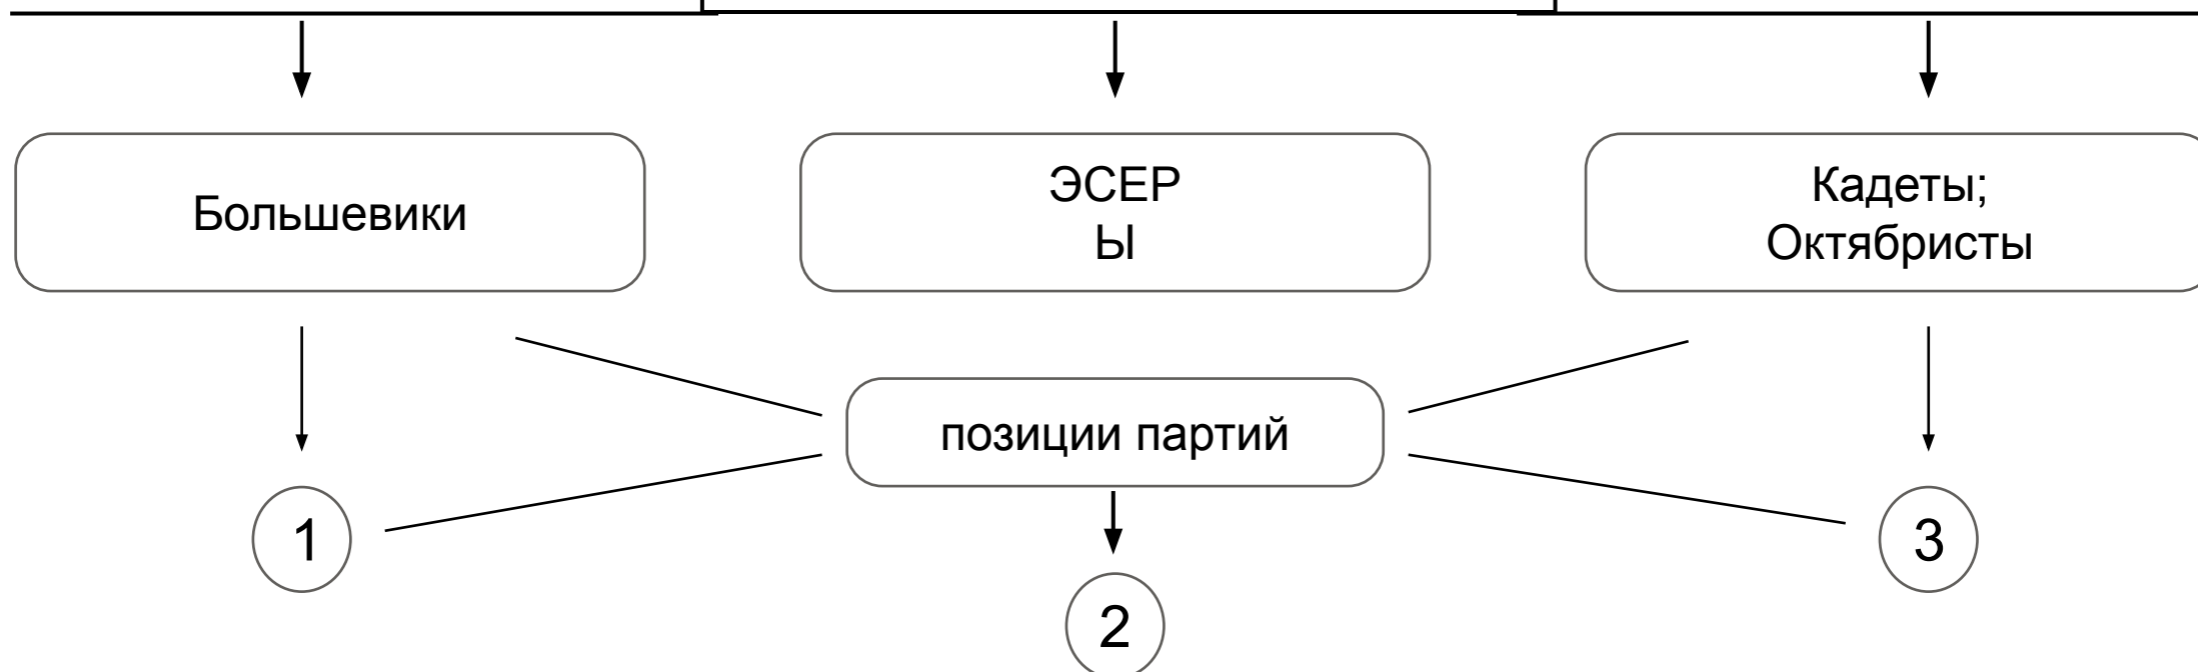 Большевики
ЭСЕР
Ы
Кадеты;
Октябристы
позиции партий
1
2
3